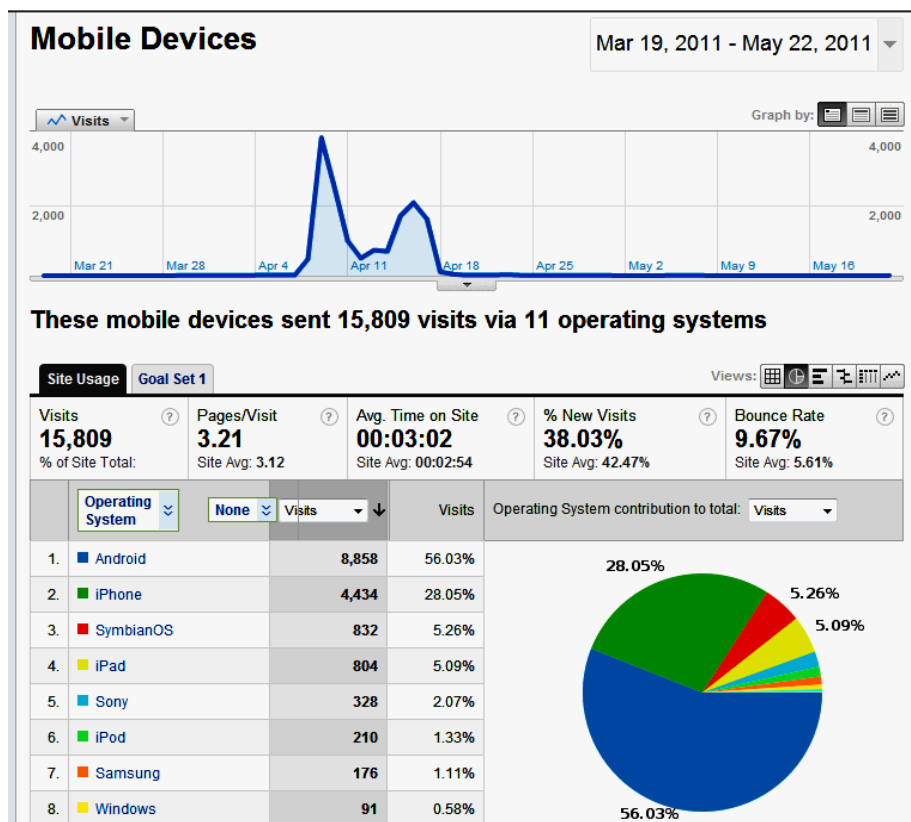 Mobile Devices
Mar 19, 2011 - May 22, 2011
Visits
Graph by:
4,000 4,000
2,000 2,000
Mar 21 Mar 28 Apr 4 Apr 11 Apr 18 Apr 25 May 2 May 9 May 16
These mobile devices sent 15,809 visits via 11 operating systems
Site Usage Goal Set 1 Views:
Visits ? Pages/Visit ? Avg. Time on Site ? % New Visits ? Bounce Rate ?
15,809 3.21 00:03:02 38.03% 9.67%
% of Site Total: Site Avg: 3.12 Site Avg: 00:02:54 Site Avg: 42.47% Site Avg: 5.61%
Operating System None Visits Visits Operating System contribution to total: Visits
1. Android 8,858 56.03%
2. iPhone 4,434 28.05%
3. SymbianOS 832 5.26%
4. iPad 804 5.09%
5. Sony 328 2.07%
6. iPod 210 1.33%
7. Samsung 176 1.11%
8. Windows 91 0.58%
28.05%
5.26%
5.09%
56.03%